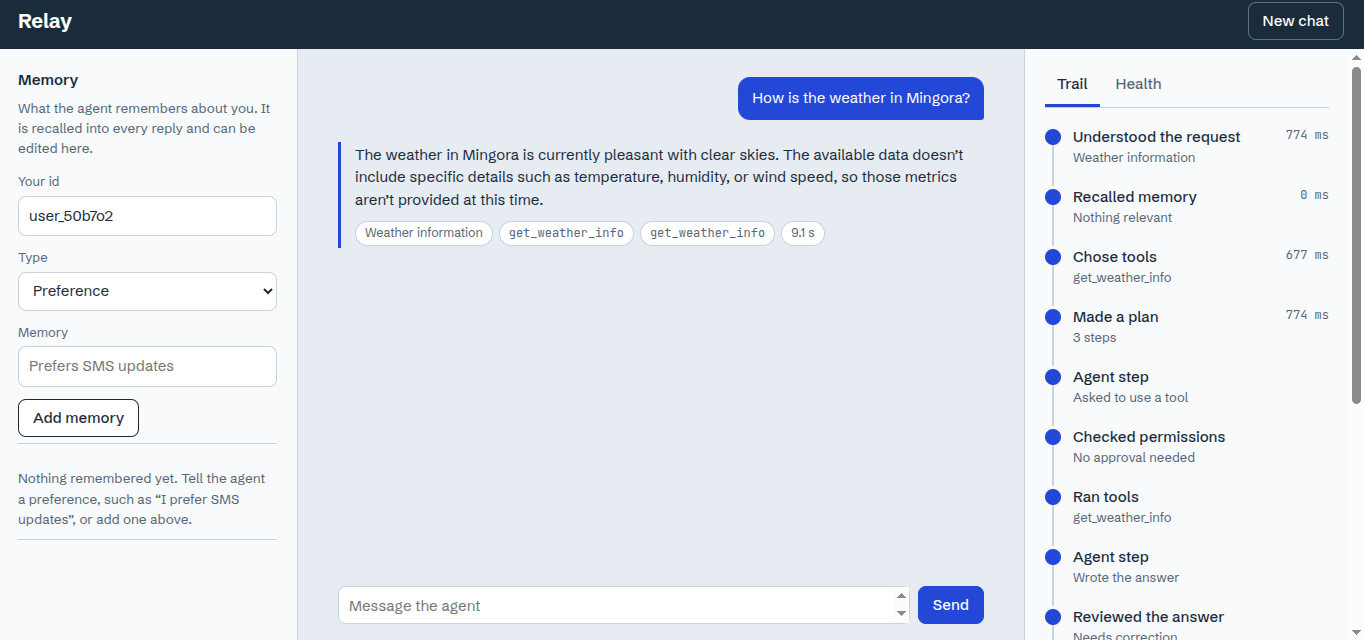 Relay
New chat
Memory
What the agent remembers about you. It
is recalled into every reply and can be
edited here.
Your id
user_50b7o2
Type
Preference
Memory
Prefers SMS updates
Add memory
Nothing remembered yet. Tell the agent
a preference, such as “I prefer SMS
updates”, or add one above.
How is the weather in Mingora?
The weather in Mingora is currently pleasant with clear skies. The available data doesn’t
include specific details such as temperature, humidity, or wind speed, so those metrics
aren’t provided at this time.
Weather information get_weather_info get_weather_info 9.1 s
Message the agent
Send
Trail Health
Understood the request 774 ms
Weather information
Recalled memory 0 ms
Nothing relevant
Chose tools 677 ms
get_weather_info
Made a plan 774 ms
3 steps
Agent step
Asked to use a tool
Checked permissions
No approval needed
Ran tools
get_weather_info
Agent step
Wrote the answer
Reviewed the answer
Needs correction